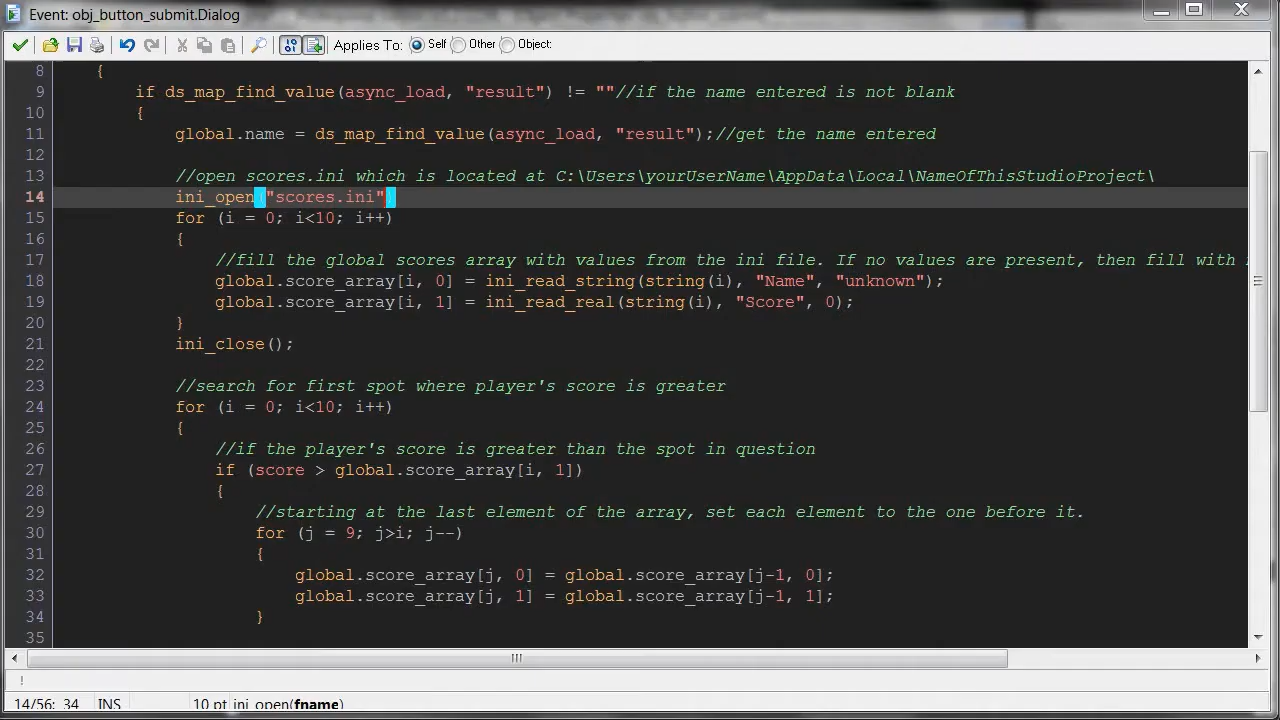 Event: obj_button_submit.Dialog
Applies To: Self Other Object:
8 {
9 if ds_map_find_value(async_load, "result") != ""//if the name entered is not blank
10 {
11 global.name = ds_map_find_value(async_load, "result");//get the name entered
12
13 //open scores.ini which is located at C:\Users\yourUserName\AppData\Local\NameOfThisStudioProject\
14 ini_open("scores.ini")
15 for (i = 0; i<10; i++)
16 {
17 //fill the global scores array with values from the ini file. If no values are present, then fill with
18 global.score_array[i, 0] = ini_read_string(string(i), "Name", "unknown");
19 global.score_array[i, 1] = ini_read_real(string(i), "Score", 0);
20 }
21 ini_close();
22
23 //search for first spot where player's score is greater
24 for (i = 0; i<10; i++)
25 {
26 //if the player's score is greater than the spot in question
27 if (score > global.score_array[i, 1])
28 {
29 //starting at the last element of the array, set each element to the one before it.
30 for (j = 9; j>i; j--)
31 {
32 global.score_array[j, 0] = global.score_array[j-1, 0];
33 global.score_array[j, 1] = global.score_array[j-1, 1];
34 }
35
!
14/56: 34 INS 10 pt ini_open(fname)